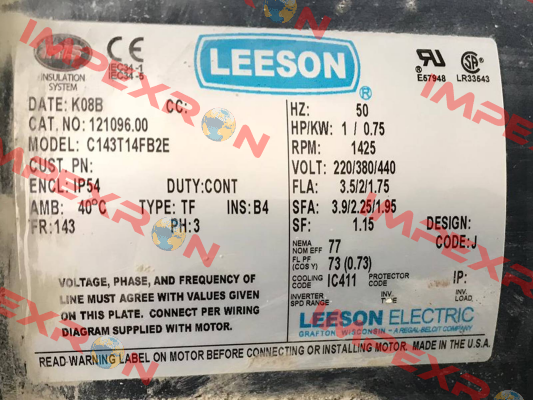 INSULATION
SYSTEM
CE
IEC34-1
IEC34-5
LEESON
®
E57948
LR33543
DATE: K08B CC:
CAT. NO: 121096.00
MODEL: C143T14FB2E
CUST. PN:
ENCL: IP54 DUTY: CONT
AMB: 40°C TYPE: TF INS: B4
FR: 143 PH: 3
HZ: 50
HP/KW: 1 / 0.75
RPM: 1425
VOLT: 220/380/440
FLA: 3.5/2/1.75
SFA: 3.9/2.25/1.95
SF: 1.15 DESIGN:
CODE: J
NEMA NOM EFF 77
FL PF (COS Y) 73 (0.73)
COOLING CODE IC411 PROTECTOR CODE IP:
INVERTER SPD RANGE INV. TYPE INV. LOAD.
VOLTAGE, PHASE, AND FREQUENCY OF
LINE MUST AGREE WITH VALUES GIVEN
ON THIS PLATE. CONNECT PER WIRING
DIAGRAM SUPPLIED WITH MOTOR.
LEESON ELECTRIC
GRAFTON, WISCONSIN - A REGAL-BELOIT COMPANY
READ WARNING LABEL ON MOTOR BEFORE CONNECTING OR INSTALLING MOTOR. MADE IN THE U.S.A.
IMPEXRON
IMPEXRON
IMPEXRON
IMPEXRON